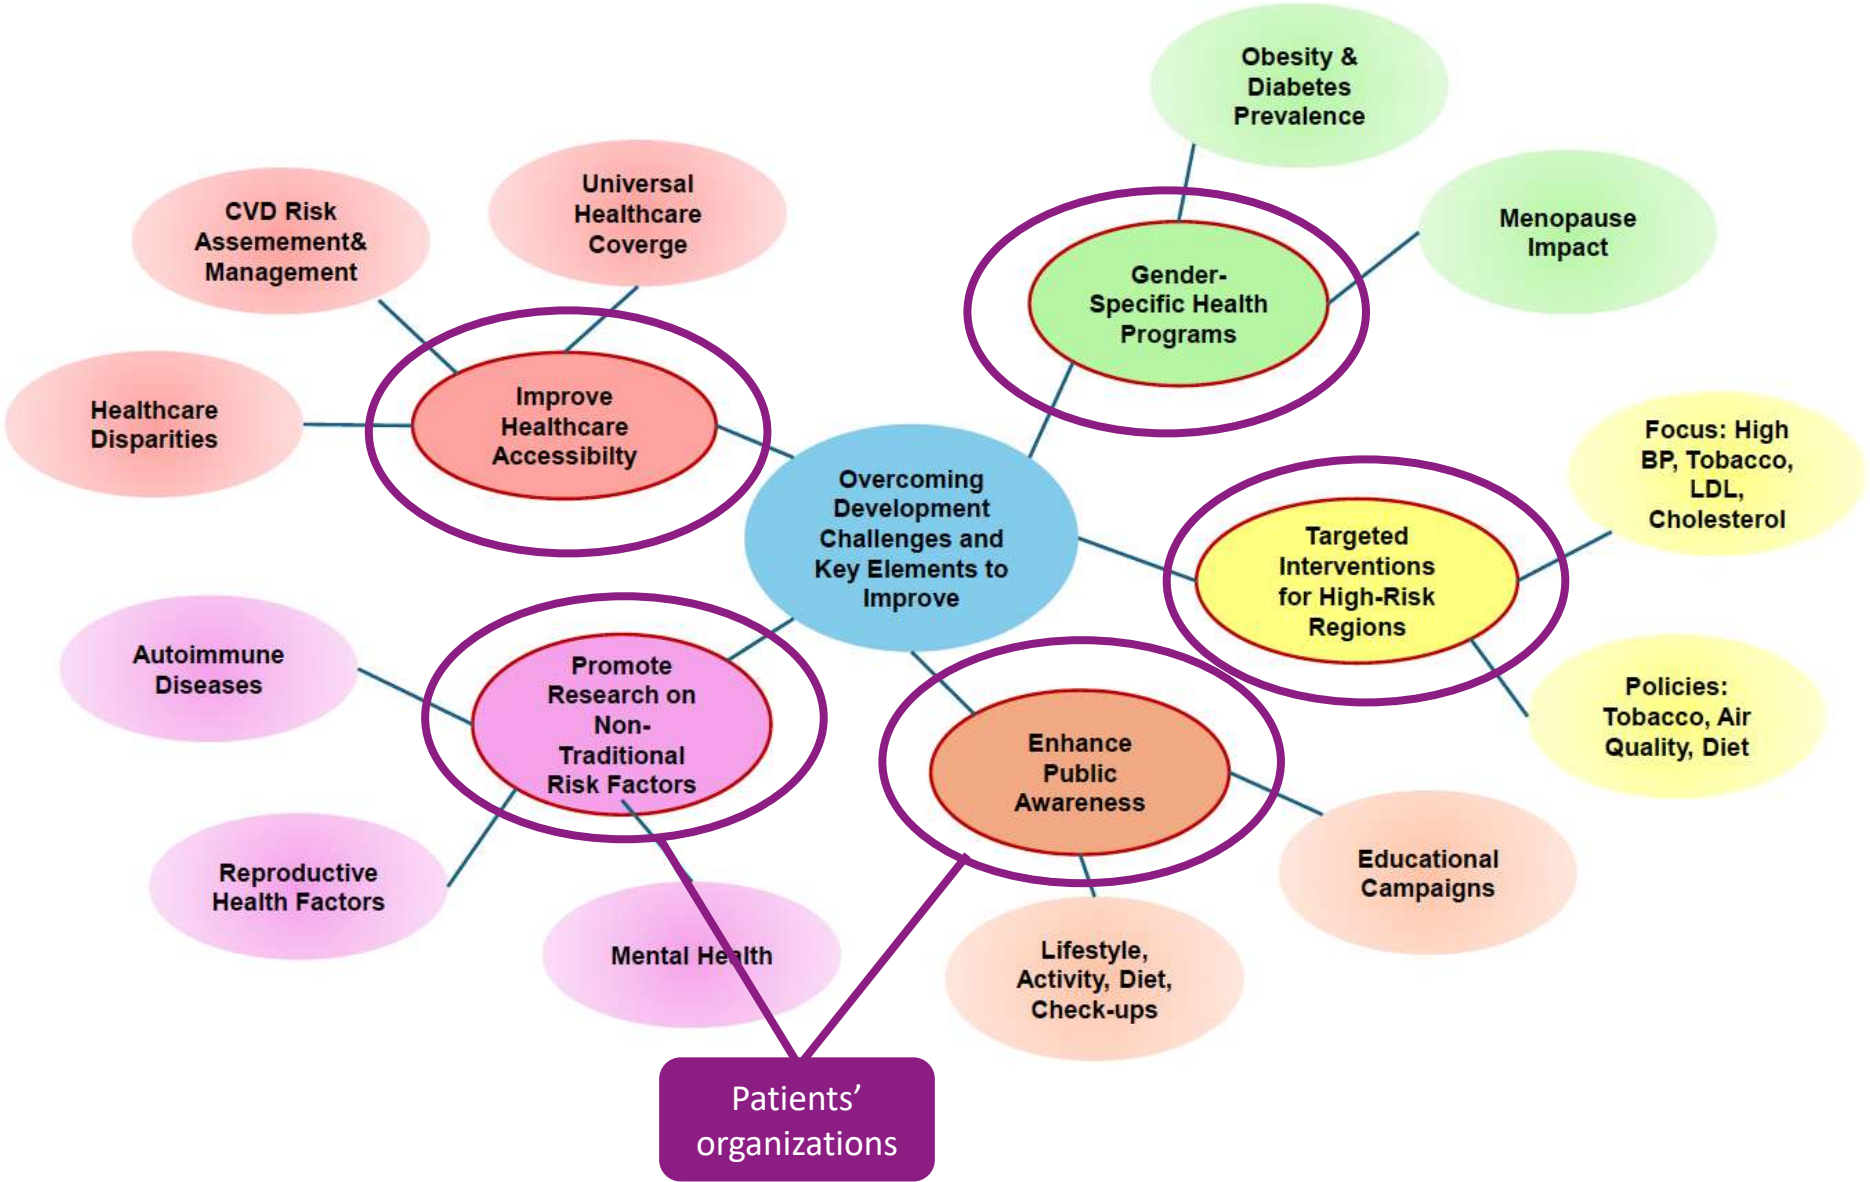 Obesity &
Diabetes
Prevalence
Menopause
Impact
Gender-
Specific Health
Programs
Universal
Healthcare
Coverge
CVD Risk
Assemement&
Management
Healthcare
Disparities
Improve
Healthcare
Accessibilty
Overcoming
Development
Challenges and
Key Elements to
Improve
Focus: High
BP, Tobacco,
LDL,
Cholesterol
Targeted
Interventions
for High-Risk
Regions
Policies:
Tobacco, Air
Quality, Diet
Autoimmune
Diseases
Promote
Research on
Non-
Traditional
Risk Factors
Enhance
Public
Awareness
Reproductive
Health Factors
Mental Health
Educational
Campaigns
Lifestyle,
Activity, Diet,
Check-ups
Patients’
organizations